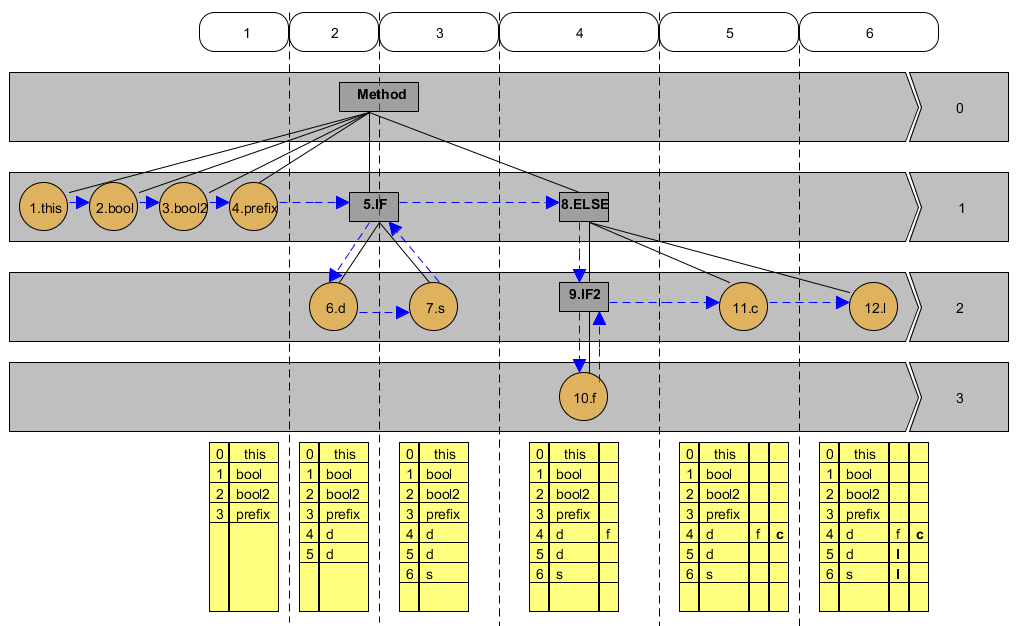 1 2 3 4 5 6
Method
0
1.this 2.bool 3.bool2 4.prefix 5.IF 8.ELSE
1
6.d 7.s 9.IF2 11.c 12.l
2
10.f
3
0 this
1 bool
2 bool2
3 prefix
0 this
1 bool
2 bool2
3 prefix
4 d
5 d
0 this
1 bool
2 bool2
3 prefix
4 d
5 d
6 s
0 this
1 bool
2 bool2
3 prefix
4 d f
5 d
6 s
0 this
1 bool
2 bool2
3 prefix
4 d f c
5 d
6 s
0 this
1 bool
2 bool2
3 prefix
4 d f c
5 d l
6 s l